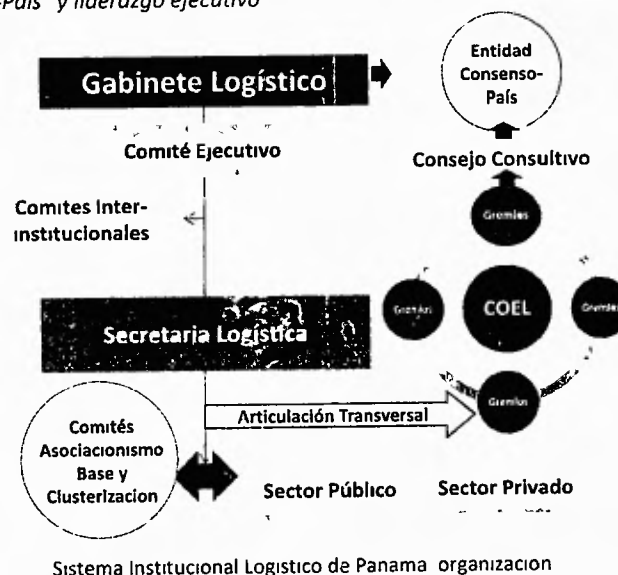 -País" y liderazgo ejecutivo
Gabinete Logístico
Entidad
Consenso-
País
Comité Ejecutivo
Consejo Consultivo
Comites Inter-
institucionales
Gremios
Gremios
COEL
Gremios
Secretaria Logística
Gremios
Articulación Transversal
Comités
Asociacionismo
Base y
Clusterizacion
Sector Público
Sector Privado
Sistema Institucional Logistico de Panama organización